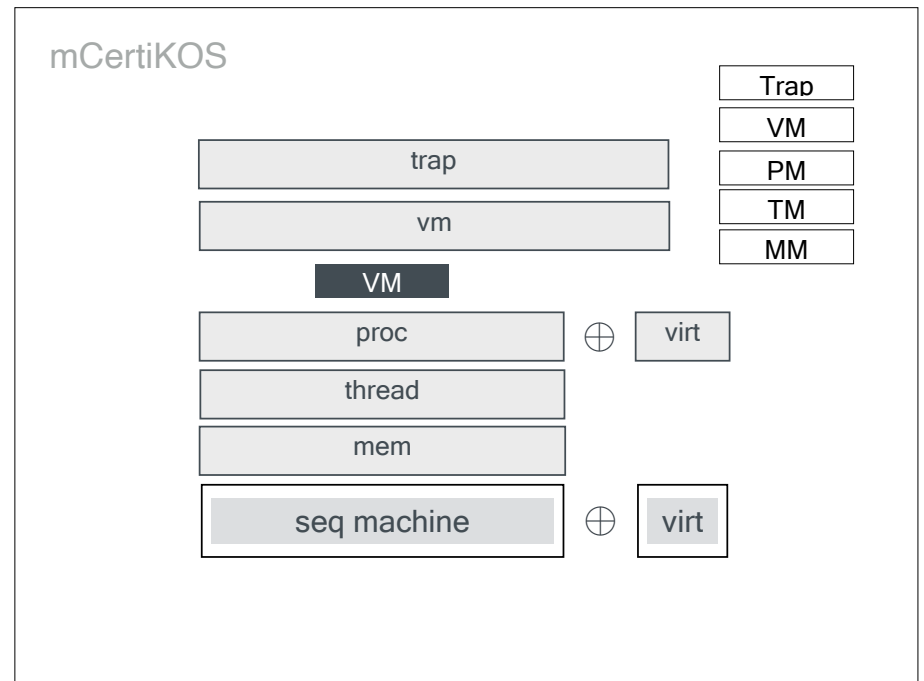 mCertiKOS
Trap
VM
PM
TM
MM
trap
vm
VM
proc ⊕ virt
thread
mem
seq machine ⊕ virt